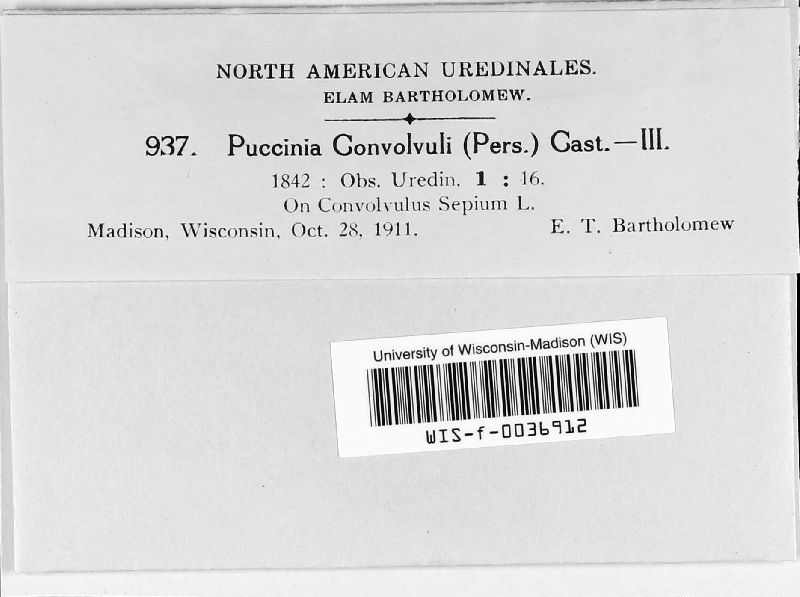 NORTH AMERICAN UREDINALES.
ELAM BARTHOLOMEW.
937. Puccinia Convolvuli (Pers.) Cast.—III.
1842 : Obs. Uredin. 1 : 16.
On Convolvulus Sepium L.
Madison, Wisconsin, Oct. 28, 1911. E. T. Bartholomew
University of Wisconsin-Madison (WIS)
WIS-f-0036912